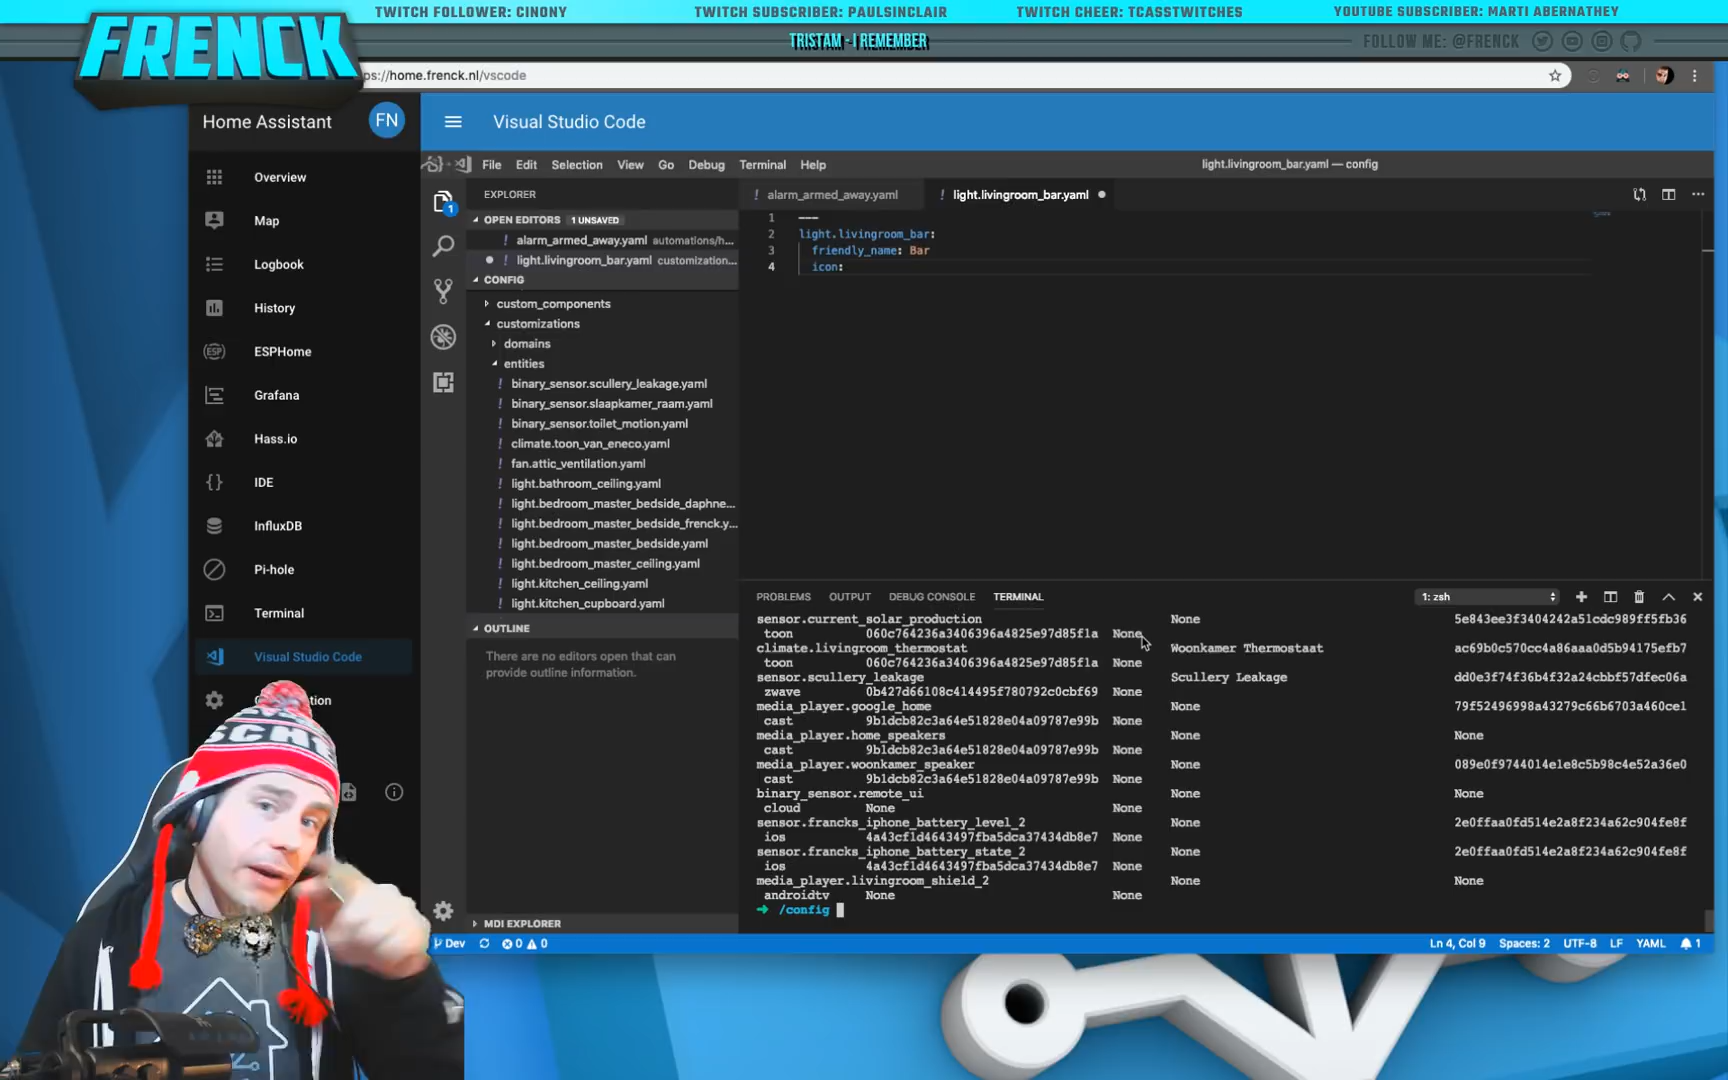 TWITCH FOLLOWER: CINONY
TWITCH SUBSCRIBER: PAULSINCLAIR
TWITCH CHEER: TCASSTWITCHES
YOUTUBE SUBSCRIBER: MARTI ABERNATHEY
FRENCK
TRISTAM - I REMEMBER
FOLLOW ME: @FRENCK
ps://home.frenck.nl/vscode
Home Assistant
FN
Visual Studio Code
Overview
Map
Logbook
History
ESP
ESPHome
Grafana
Hass.io
IDE
InfluxDB
Pi-hole
Terminal
Visual Studio Code
tion
File Edit Selection View Go Debug Terminal Help
light.livingroom_bar.yaml — config
EXPLORER
OPEN EDITORS 1 UNSAVED
alarm_armed_away.yaml automations/h...
light.livingroom_bar.yaml customization...
CONFIG
custom_components
customizations
domains
entities
! binary_sensor.scullery_leakage.yaml
! binary_sensor.slaapkamer_raam.yaml
! binary_sensor.toilet_motion.yaml
! climate.toon_van_eneco.yaml
! fan.attic_ventilation.yaml
! light.bathroom_ceiling.yaml
! light.bedroom_master_bedside_daphne...
! light.bedroom_master_bedside_frenck.y...
! light.bedroom_master_bedside.yaml
! light.bedroom_master_ceiling.yaml
! light.kitchen_ceiling.yaml
! light.kitchen_cupboard.yaml
OUTLINE
There are no editors open that can
provide outline information.
MDI EXPLORER
! alarm_armed_away.yaml
! light.livingroom_bar.yaml
1 ---
2 light.livingroom_bar:
3 friendly_name: Bar
4 icon:
PROBLEMS OUTPUT DEBUG CONSOLE TERMINAL
1: zsh
sensor.current_solar_production None 5e843ee3f3404242a51cdc989ff5fb36
toon 060c764236a3406396a4825e97d85f1a None
climate.livingroom_thermostat Woonkamer Thermostaat ac69b0c570cc4a86aaa0d5b94175efb7
toon 060c764236a3406396a4825e97d85f1a None
sensor.scullery_leakage Scullery Leakage dd0e3f74f36b4f32a24cbbf57dfec06a
zwave 0b427d66108c414495f780792c0cbf69 None
media_player.google_home None 79f52496998a43279c66b6703a460ce1
cast 9b1dcb82c3a64e51828e04a09787e99b None
media_player.home_speakers None None
cast 9b1dcb82c3a64e51828e04a09787e99b None
media_player.woonkamer_speaker None 089e0f9744014e1e8c5b98c4e52a36e0
cast 9b1dcb82c3a64e51828e04a09787e99b None
binary_sensor.remote_ui None None
cloud None None
sensor.francks_iphone_battery_level_2 None 2e0ffaa0fd514e2a8f234a62c904fe8f
ios 4a43cf1d4643497fba5dca37434db8e7 None
sensor.francks_iphone_battery_state_2 None 2e0ffaa0fd514e2a8f234a62c904fe8f
ios 4a43cf1d4643497fba5dca37434db8e7 None
media_player.livingroom_shield_2 None None
androidtv None None
➜ /config
Dev 0 0
Ln 4, Col 9 Spaces: 2 UTF-8 LF YAML 1